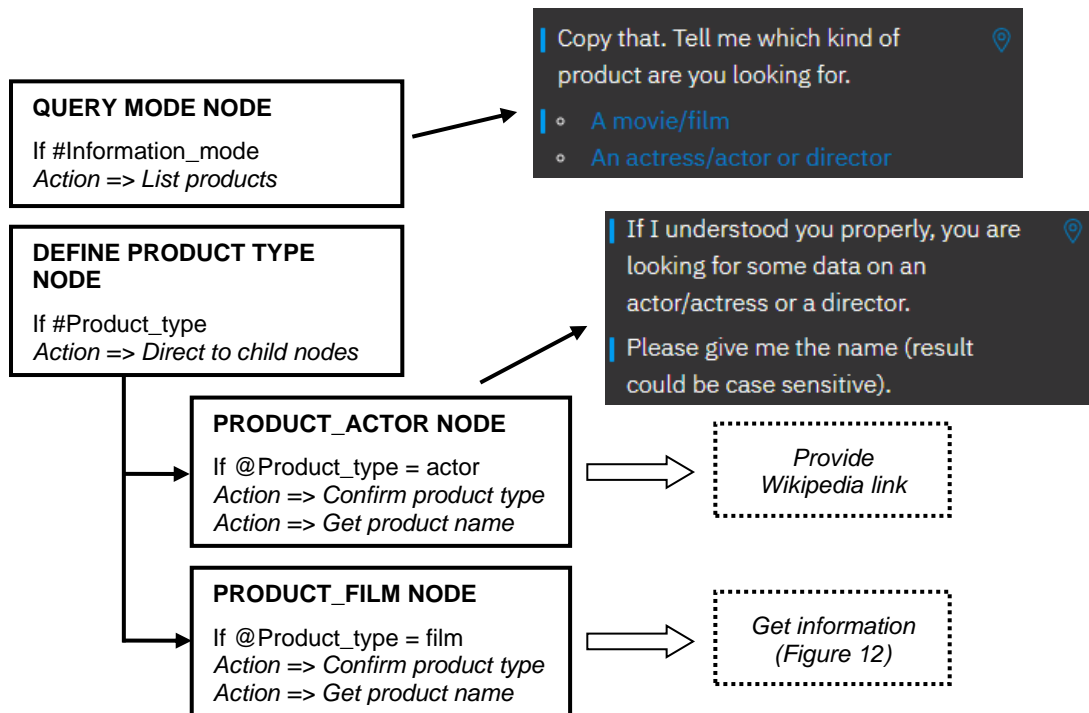 Copy that. Tell me which kind of
product are you looking for.
A movie/film
An actress/actor or director
QUERY MODE NODE
If #Information_mode
Action => List products
DEFINE PRODUCT TYPE
NODE
If #Product_type
Action => Direct to child nodes
If I understood you properly, you are
looking for some data on an
actor/actress or a director.
Please give me the name (result
could be case sensitive).
PRODUCT_ACTOR NODE
If @Product_type = actor
Action => Confirm product type
Action => Get product name
Provide
Wikipedia link
PRODUCT_FILM NODE
If @Product_type = film
Action => Confirm product type
Action => Get product name
Get information
(Figure 12)